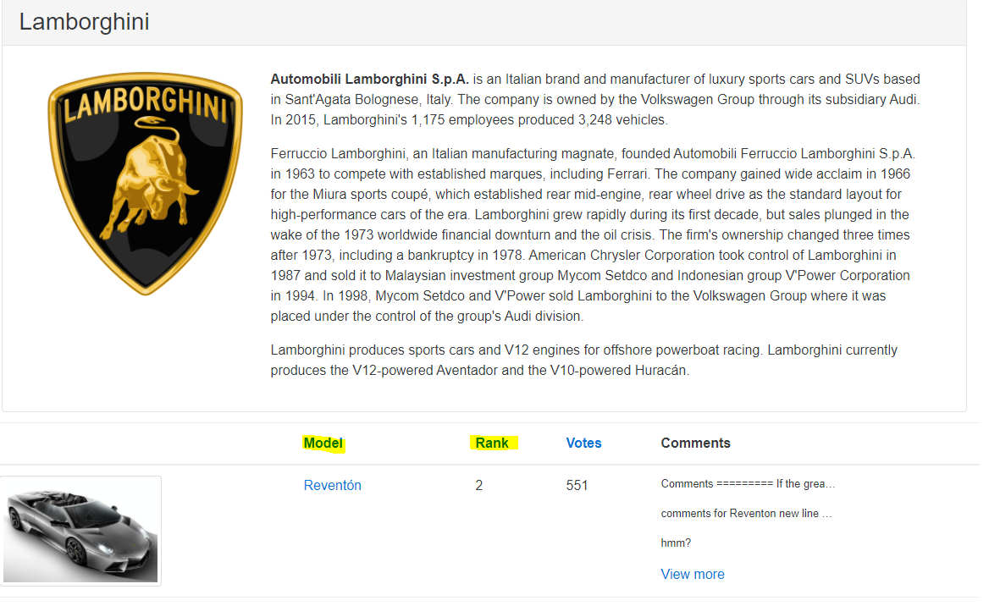 Lamborghini
LAMBORGHINI
Automobili Lamborghini S.p.A. is an Italian brand and manufacturer of luxury sports cars and SUVs based
in Sant'Agata Bolognese, Italy. The company is owned by the Volkswagen Group through its subsidiary Audi.
In 2015, Lamborghini's 1,175 employees produced 3,248 vehicles.
Ferruccio Lamborghini, an Italian manufacturing magnate, founded Automobili Ferruccio Lamborghini S.p.A.
in 1963 to compete with established marques, including Ferrari. The company gained wide acclaim in 1966
for the Miura sports coupé, which established rear mid-engine, rear wheel drive as the standard layout for
high-performance cars of the era. Lamborghini grew rapidly during its first decade, but sales plunged in the
wake of the 1973 worldwide financial downturn and the oil crisis. The firm's ownership changed three times
after 1973, including a bankruptcy in 1978. American Chrysler Corporation took control of Lamborghini in
1987 and sold it to Malaysian investment group Mycom Setdco and Indonesian group V'Power Corporation
in 1994. In 1998, Mycom Setdco and V'Power sold Lamborghini to the Volkswagen Group where it was
placed under the control of the group's Audi division.
Lamborghini produces sports cars and V12 engines for offshore powerboat racing. Lamborghini currently
produces the V12-powered Aventador and the V10-powered Huracán.
Model Rank Votes Comments
Reventón 2 551 Comments ========= If the grea…
comments for Reventon new line …
hmm?
View more